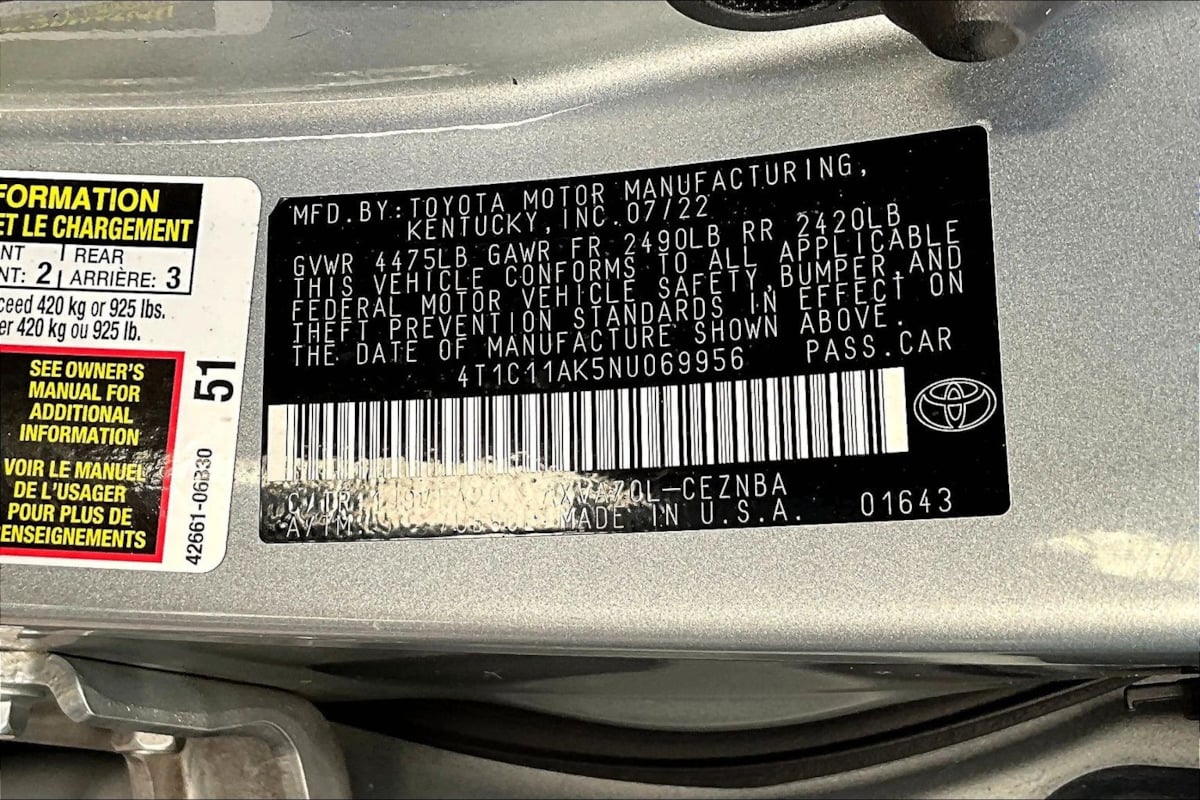 FORMATION
ET LE CHARGEMENT
NT | REAR
NT: 2 | ARRIÈRE: 3
ceed 420 kg or 925 lbs.
er 420 kg ou 925 lb.
SEE OWNER'S
MANUAL FOR
ADDITIONAL
INFORMATION
VOIR LE MANUEL
DE L'USAGER
POUR PLUS DE
ENSEIGNEMENTS
51
42661-06B30
MFD.BY:TOYOTA MOTOR MANUFACTURING,
KENTUCKY,INC.07/22
GVWR 4475LB GAWR FR 2490LB RR 2420LB
THIS VEHICLE CONFORMS TO ALL APPLICABLE
FEDERAL MOTOR VEHICLE SAFETY,BUMPER,AND
THEFT PREVENTION STANDARDS IN EFFECT ON
THE DATE OF MANUFACTURE SHOWN ABOVE.
4T1C11AK5NU069956 PASS.CAR
C/TR: AXVA70L-CEZNBA
A/TM: MADE IN U.S.A. 01643